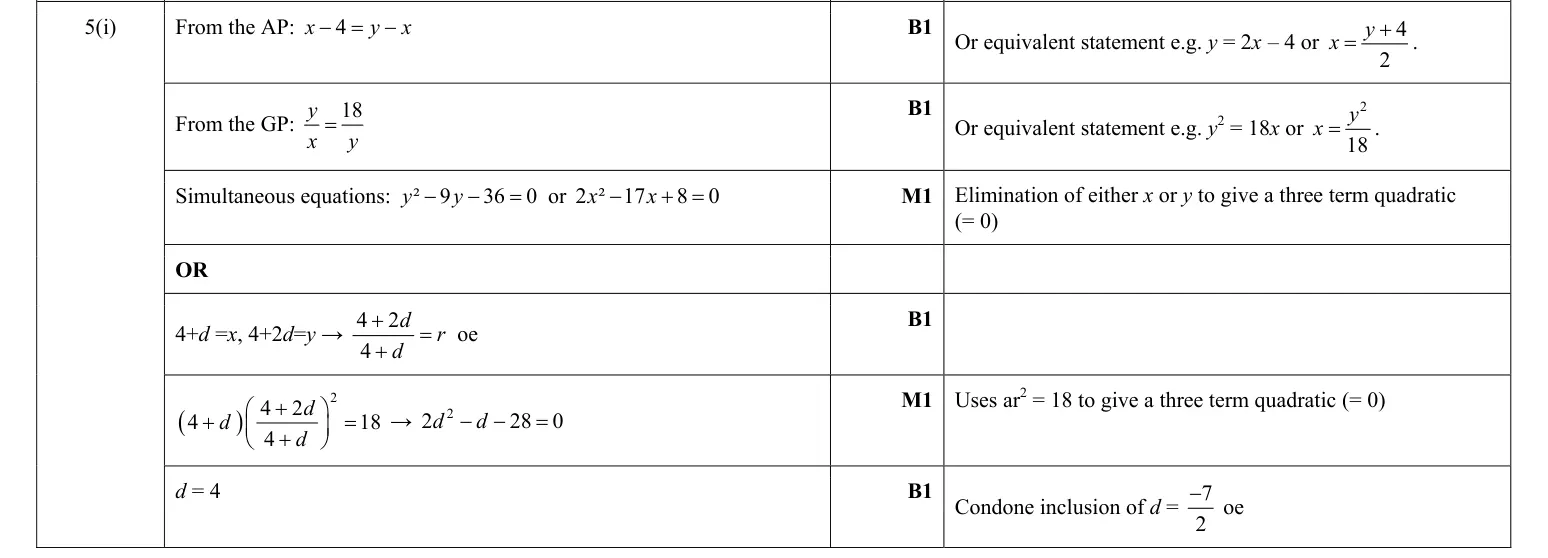 5(i) From the AP: x − 4 = y − x B1 Or equivalent statement e.g. y = 2x – 4 or x = (y + 4)/2 .
From the GP: y/x = 18/y B1 Or equivalent statement e.g. y² = 18x or x = y²/18 .
Simultaneous equations: y² − 9y − 36 = 0 or 2x² − 17x + 8 = 0 M1 Elimination of either x or y to give a three term quadratic
(= 0)
OR
4+d =x, 4+2d=y → (4 + 2d)/(4 + d) = r oe B1
(4 + d)((4 + 2d)/(4 + d))² = 18 → 2d² − d − 28 = 0 M1 Uses ar² = 18 to give a three term quadratic (= 0)
d = 4 B1 Condone inclusion of d = −7/2 oe